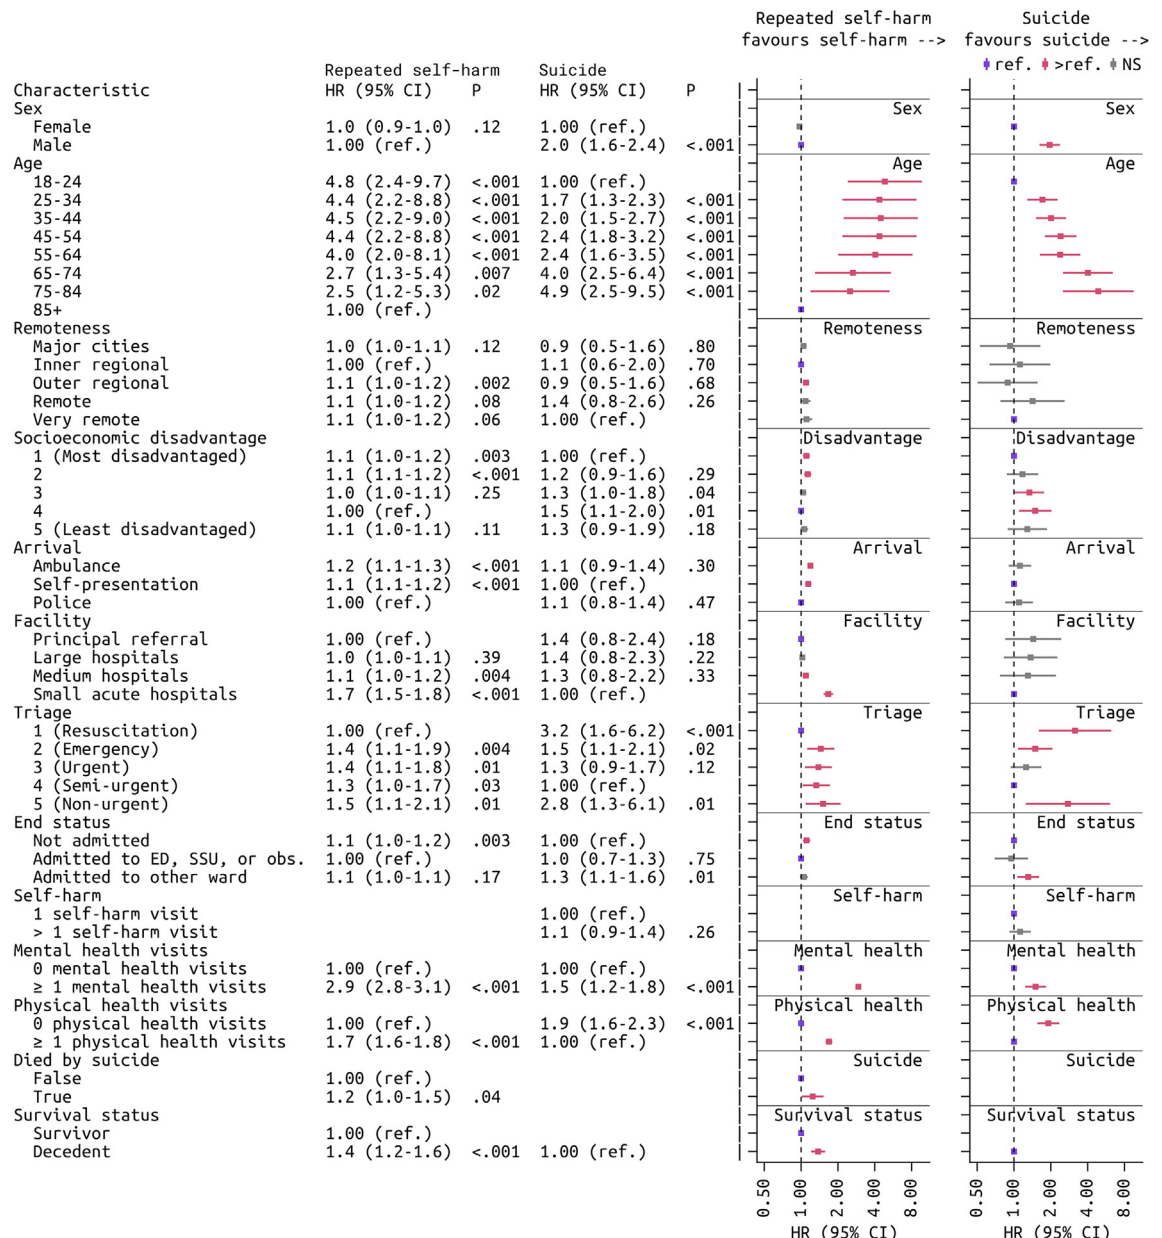 Repeated self-harm Suicide
favours self-harm --> favours suicide -->
ref. >ref. NS
Repeated self-harm Suicide
Characteristic HR (95% CI) P HR (95% CI) P
Sex Sex Sex
Female 1.0 (0.9-1.0) .12 1.00 (ref.)
Male 1.00 (ref.) 2.0 (1.6-2.4) <.001
Age Age Age
18-24 4.8 (2.4-9.7) <.001 1.00 (ref.)
25-34 4.4 (2.2-8.8) <.001 1.7 (1.3-2.3) <.001
35-44 4.5 (2.2-9.0) <.001 2.0 (1.5-2.7) <.001
45-54 4.4 (2.2-8.8) <.001 2.4 (1.8-3.2) <.001
55-64 4.0 (2.0-8.1) <.001 2.4 (1.6-3.5) <.001
65-74 2.7 (1.3-5.4) .007 4.0 (2.5-6.4) <.001
75-84 2.5 (1.2-5.3) .02 4.9 (2.5-9.5) <.001
85+ 1.00 (ref.)
Remoteness Remoteness Remoteness
Major cities 1.0 (1.0-1.1) .12 0.9 (0.5-1.6) .80
Inner regional 1.00 (ref.) 1.1 (0.6-2.0) .70
Outer regional 1.1 (1.0-1.2) .002 0.9 (0.5-1.6) .68
Remote 1.1 (1.0-1.2) .08 1.4 (0.8-2.6) .26
Very remote 1.1 (1.0-1.2) .06 1.00 (ref.)
Socioeconomic disadvantage Disadvantage Disadvantage
1 (Most disadvantaged) 1.1 (1.0-1.2) .003 1.00 (ref.)
2 1.1 (1.1-1.2) <.001 1.2 (0.9-1.6) .29
3 1.0 (1.0-1.1) .25 1.3 (1.0-1.8) .04
4 1.00 (ref.) 1.5 (1.1-2.0) .01
5 (Least disadvantaged) 1.1 (1.0-1.1) .11 1.3 (0.9-1.9) .18
Arrival Arrival Arrival
Ambulance 1.2 (1.1-1.3) <.001 1.1 (0.9-1.4) .30
Self-presentation 1.1 (1.1-1.2) <.001 1.00 (ref.)
Police 1.00 (ref.) 1.1 (0.8-1.4) .47
Facility Facility Facility
Principal referral 1.00 (ref.) 1.4 (0.8-2.4) .18
Large hospitals 1.0 (1.0-1.1) .39 1.4 (0.8-2.3) .22
Medium hospitals 1.1 (1.0-1.2) .004 1.3 (0.8-2.2) .33
Small acute hospitals 1.7 (1.5-1.8) <.001 1.00 (ref.)
Triage Triage Triage
1 (Resuscitation) 1.00 (ref.) 3.2 (1.6-6.2) <.001
2 (Emergency) 1.4 (1.1-1.9) .004 1.5 (1.1-2.1) .02
3 (Urgent) 1.4 (1.1-1.8) .01 1.3 (0.9-1.7) .12
4 (Semi-urgent) 1.3 (1.0-1.7) .03 1.00 (ref.)
5 (Non-urgent) 1.5 (1.1-2.1) .01 2.8 (1.3-6.1) .01
End status End status End status
Not admitted 1.1 (1.0-1.2) .003 1.00 (ref.)
Admitted to ED, SSU, or obs. 1.00 (ref.) 1.0 (0.7-1.3) .75
Admitted to other ward 1.1 (1.0-1.1) .17 1.3 (1.1-1.6) .01
Self-harm Self-harm Self-harm
1 self-harm visit 1.00 (ref.)
> 1 self-harm visit 1.1 (0.9-1.4) .26
Mental health visits Mental health Mental health
0 mental health visits 1.00 (ref.) 1.00 (ref.)
≥ 1 mental health visits 2.9 (2.8-3.1) <.001 1.5 (1.2-1.8) <.001
Physical health visits Physical health Physical health
0 physical health visits 1.00 (ref.) 1.9 (1.6-2.3) <.001
≥ 1 physical health visits 1.7 (1.6-1.8) <.001 1.00 (ref.)
Died by suicide Suicide Suicide
False 1.00 (ref.)
True 1.2 (1.0-1.5) .04
Survival status Survival status Survival status
Survivor 1.00 (ref.)
Decedent 1.4 (1.2-1.6) <.001 1.00 (ref.)
0.50 1.00 2.00 4.00 8.00 0.50 1.00 2.00 4.00 8.00
HR (95% CI) HR (95% CI)